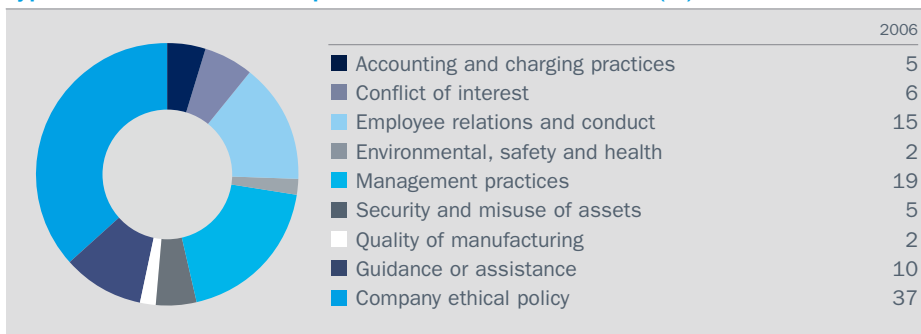 2006
Accounting and charging practices 5
Conflict of interest 6
Employee relations and conduct 15
Environmental, safety and health 2
Management practices 19
Security and misuse of assets 5
Quality of manufacturing 2
Guidance or assistance 10
Company ethical policy 37